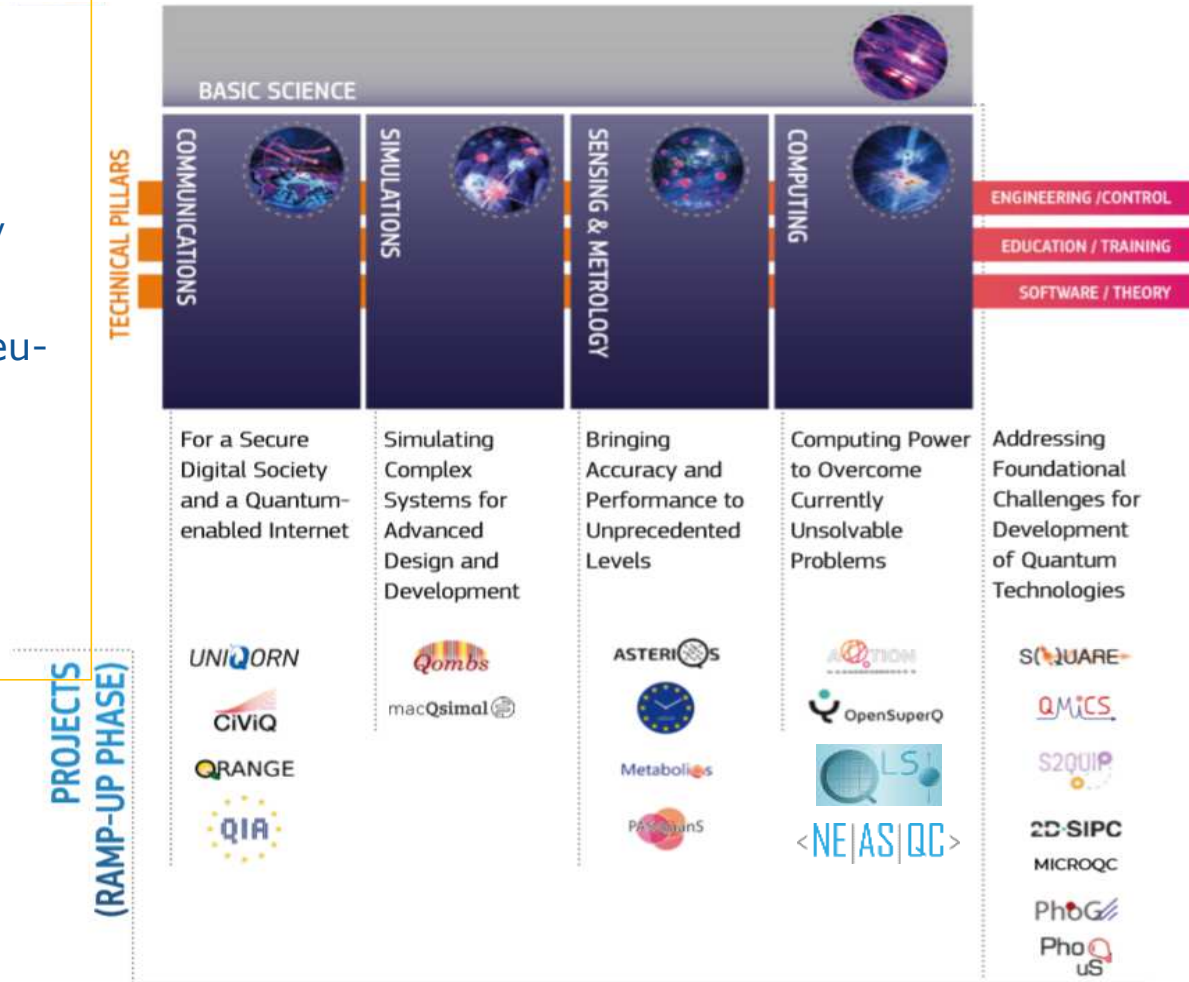 eu-
BASIC SCIENCE
TECHNICAL PILLARS
COMMUNICATIONS
SIMULATIONS
SENSING & METROLOGY
COMPUTING
ENGINEERING /CONTROL
EDUCATION / TRAINING
SOFTWARE / THEORY
For a Secure
Digital Society
and a Quantum-
enabled Internet
Simulating
Complex
Systems for
Advanced
Design and
Development
Bringing
Accuracy and
Performance to
Unprecedented
Levels
Computing Power
to Overcome
Currently
Unsolvable
Problems
Addressing
Foundational
Challenges for
Development
of Quantum
Technologies
PROJECTS
(RAMP-UP PHASE)
UNIQORN
CiViQ
QRANGE
QIA
Qombs
macQsimal
ASTERIQS
Metaboliqs
AQTION
OpenSuperQ
QLSI
<NE|AS|QC>
SQUARE
QMiCS
S2QUIP
2D·SIPC
MICROQC
PhoG
Pho
uS